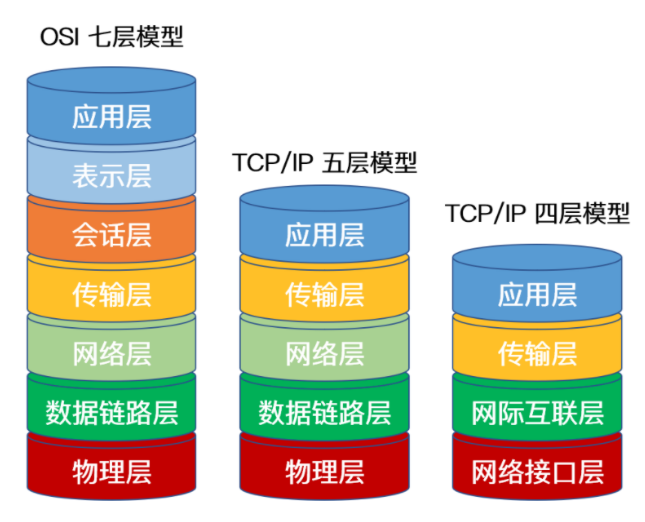 OSI 七层模型
应用层
表示层
会话层
传输层
网络层
数据链路层
物理层
TCP/IP 五层模型
应用层
传输层
网络层
数据链路层
物理层
TCP/IP 四层模型
应用层
传输层
网际互联层
网络接口层